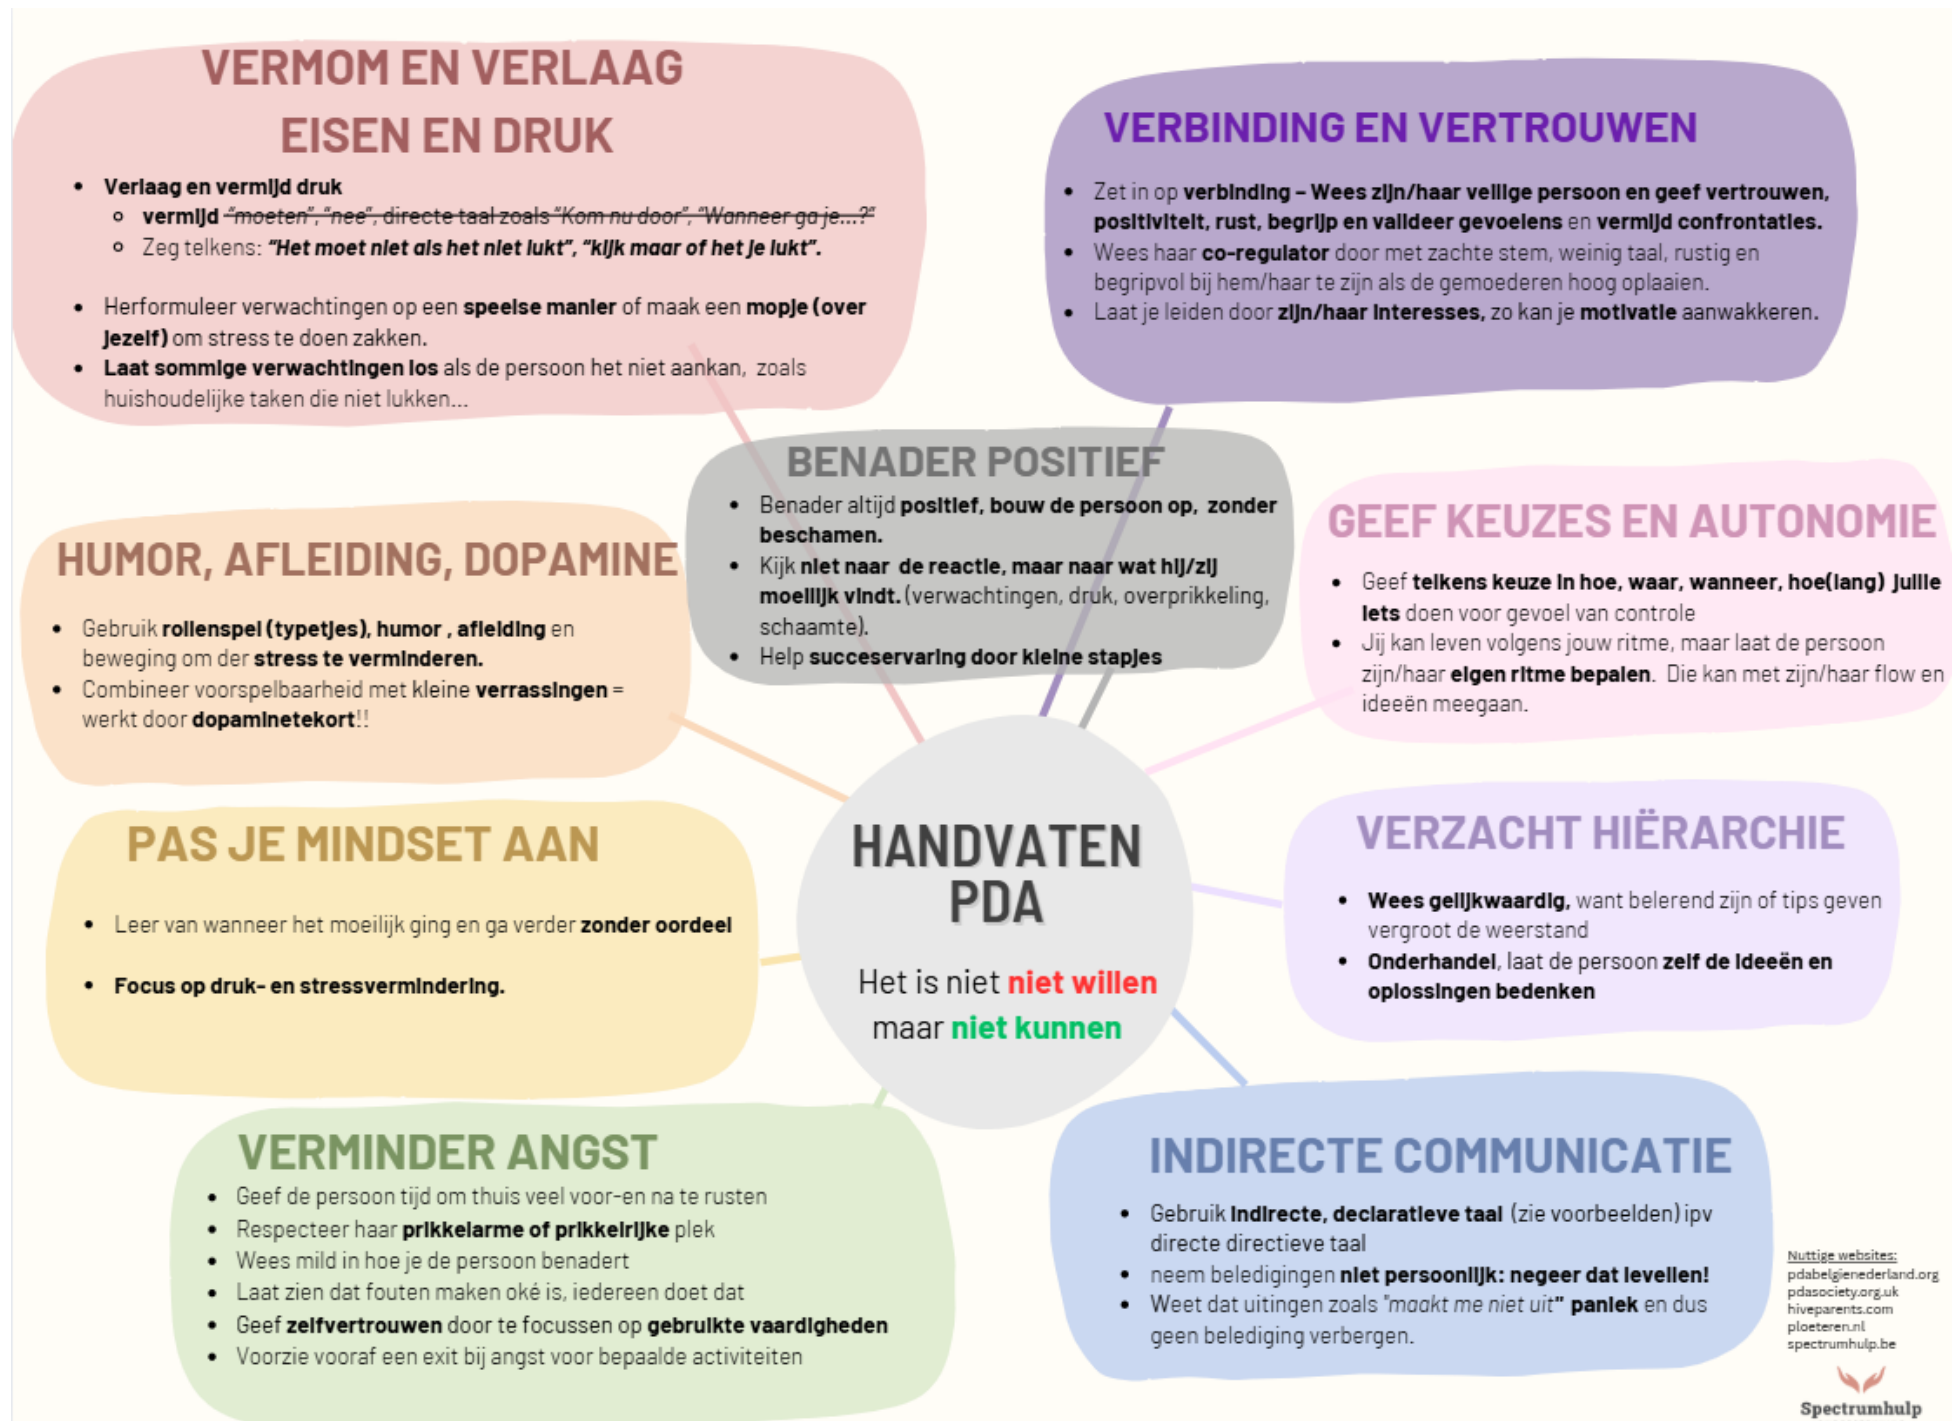 VERMOM EN VERLAAG
EISEN EN DRUK
Verlaag en vermijd druk
vermijd "moeten", "nee", directe taal zoals "Kom nu door", "Wanneer ga je...?"
Zeg telkens: "Het moet niet als het niet lukt", "kijk maar of het je lukt".
Herformuleer verwachtingen op een speelse manier of maak een mopje (over
jezelf) om stress te doen zakken.
Laat sommige verwachtingen los als de persoon het niet aankan, zoals
huishoudelijke taken die niet lukken...
VERBINDING EN VERTROUWEN
Zet in op verbinding – Wees zijn/haar veilige persoon en geef vertrouwen,
positiviteit, rust, begrijp en valideer gevoelens en vermijd confrontaties.
Wees haar co-regulator door met zachte stem, weinig taal, rustig en
begripvol bij hem/haar te zijn als de gemoederen hoog oplaaien.
Laat je leiden door zijn/haar interesses, zo kan je motivatie aanwakkeren.
BENADER POSITIEF
Benader altijd positief, bouw de persoon op, zonder
beschamen.
Kijk niet naar de reactie, maar naar wat hij/zij
moeilijk vindt. (verwachtingen, druk, overprikkeling,
schaamte).
Help succeservaring door kleine stapjes
HUMOR, AFLEIDING, DOPAMINE
Gebruik rollenspel (typetjes), humor , afleiding en
beweging om der stress te verminderen.
Combineer voorspelbaarheid met kleine verrassingen =
werkt door dopaminetekort!!
GEEF KEUZES EN AUTONOMIE
Geef telkens keuze in hoe, waar, wanneer, hoe(lang) jullie
iets doen voor gevoel van controle
Jij kan leven volgens jouw ritme, maar laat de persoon
zijn/haar eigen ritme bepalen. Die kan met zijn/haar flow en
ideeën meegaan.
PAS JE MINDSET AAN
Leer van wanneer het moeilijk ging en ga verder zonder oordeel
Focus op druk- en stressvermindering.
HANDVATEN
PDA
Het is niet niet willen
maar niet kunnen
VERZACHT HIËRARCHIE
Wees gelijkwaardig, want belerend zijn of tips geven
vergroot de weerstand
Onderhandel, laat de persoon zelf de ideeën en
oplossingen bedenken
VERMINDER ANGST
Geef de persoon tijd om thuis veel voor-en na te rusten
Respecteer haar prikkelarme of prikkelrijke plek
Wees mild in hoe je de persoon benadert
Laat zien dat fouten maken oké is, iedereen doet dat
Geef zelfvertrouwen door te focussen op gebruikte vaardigheden
Voorzie vooraf een exit bij angst voor bepaalde activiteiten
INDIRECTE COMMUNICATIE
Gebruik indirecte, declaratieve taal (zie voorbeelden) ipv
directe directieve taal
neem beledigingen niet persoonlijk: negeer dat levellen!
Weet dat uitingen zoals "maakt me niet uit" paniek en dus
geen belediging verbergen.
Nuttige websites:
pdabelgienederland.org
pdasociety.org.uk
hiveparents.com
ploeteren.nl
spectrumhulp.be
Spectrumhulp